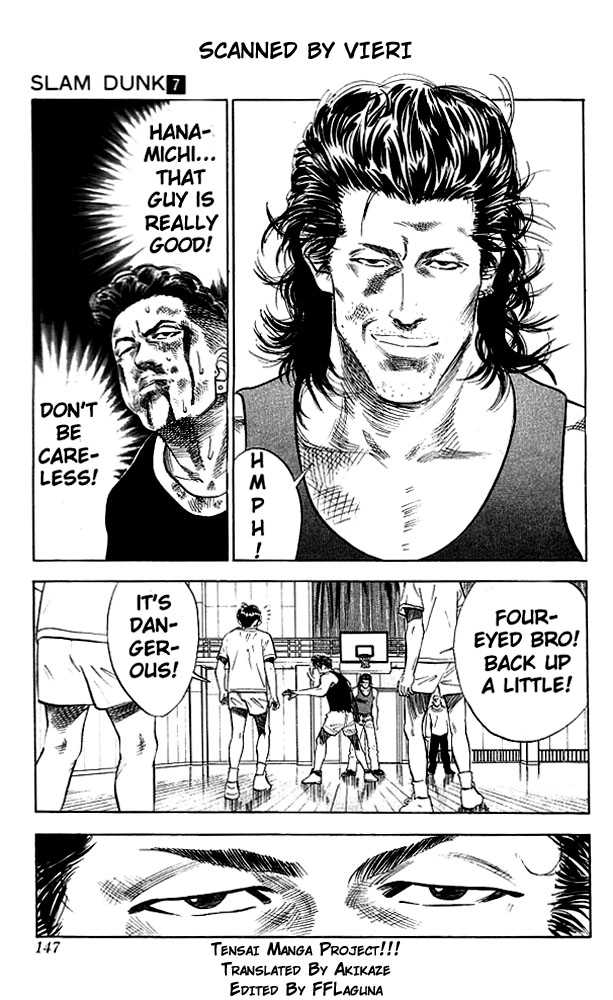 SCANNED BY VIERI
SLAM DUNK 7
HMPH!
HANA-
MICHI...
THAT
GUY IS
REALLY
GOOD!
DON'T
BE
CARE-
LESS!
FOUR-
EYED BRO!
BACK UP
A LITTLE!
IT'S
DAN-
GER-
OUS!
147
TENSAI MANGA PROJECT!!!
TRANSLATED BY AKIKAZE
EDITED BY FFLAGUNA